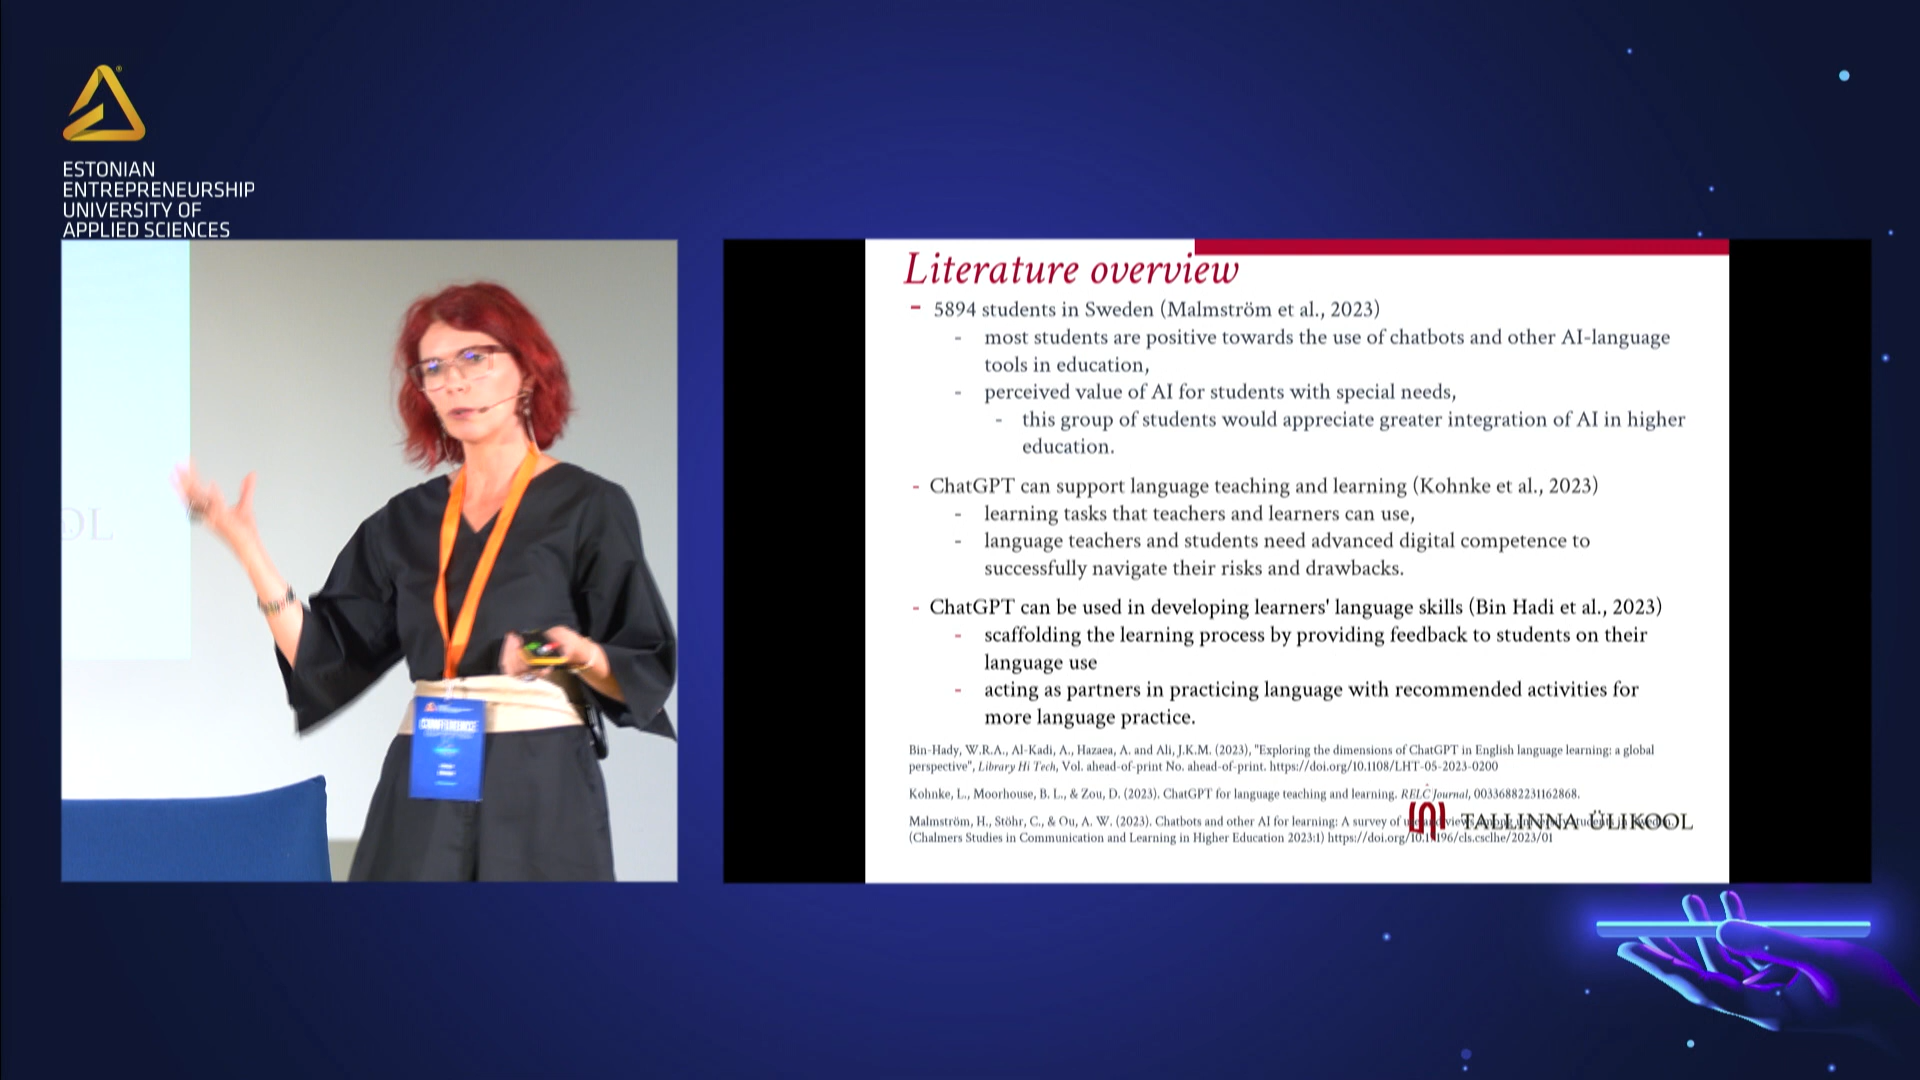 ESTONIAN
ENTREPRENEURSHIP
UNIVERSITY OF
APPLIED SCIENCES
OL
CONFERENCE
Literature overview
- 5894 students in Sweden (Malmström et al., 2023)
- most students are positive towards the use of chatbots and other AI-language
tools in education,
- perceived value of AI for students with special needs,
- this group of students would appreciate greater integration of AI in higher
education.
- ChatGPT can support language teaching and learning (Kohnke et al., 2023)
- learning tasks that teachers and learners can use,
- language teachers and students need advanced digital competence to
successfully navigate their risks and drawbacks.
- ChatGPT can be used in developing learners' language skills (Bin Hadi et al., 2023)
- scaffolding the learning process by providing feedback to students on their
language use
- acting as partners in practicing language with recommended activities for
more language practice.
Bin-Hady, W.R.A., Al-Kadi, A., Hazaea, A. and Ali, J.K.M. (2023), "Exploring the dimensions of ChatGPT in English language learning: a global
perspective", Library Hi Tech, Vol. ahead-of-print No. ahead-of-print. https://doi.org/10.1108/LHT-05-2023-0200
Kohnke, L., Moorhouse, B. L., & Zou, D. (2023). ChatGPT for language teaching and learning. RELC Journal, 00336882231162868.
Malmström, H., Stöhr, C., & Ou, A. W. (2023). Chatbots and other AI for learning: A survey of
(Chalmers Studies in Communication and Learning in Higher Education 2023:1)
TALLINNA ÜLIKOOL